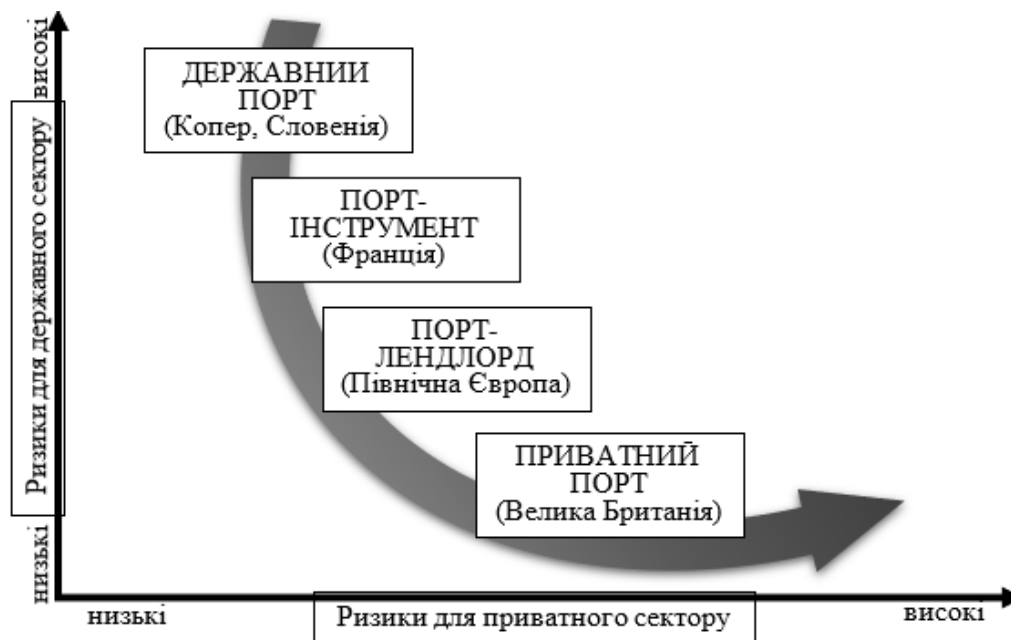 високі
Ризики для державного сектору
низькі
ДЕРЖАВНИЙ
ПОРТ
(Копер, Словенія)
ПОРТ-
ІНСТРУМЕНТ
(Франція)
ПОРТ-
ЛЕНДЛОРД
(Північна Європа)
ПРИВАТНИЙ
ПОРТ
(Велика Британія)
низькі
Ризики для приватного сектору
високі